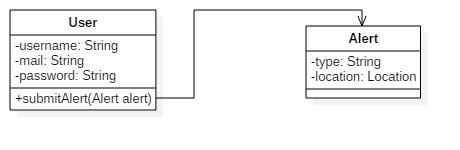 User
-username: String
-mail: String
-password: String
+submitAlert(Alert alert)
Alert
-type: String
-location: Location